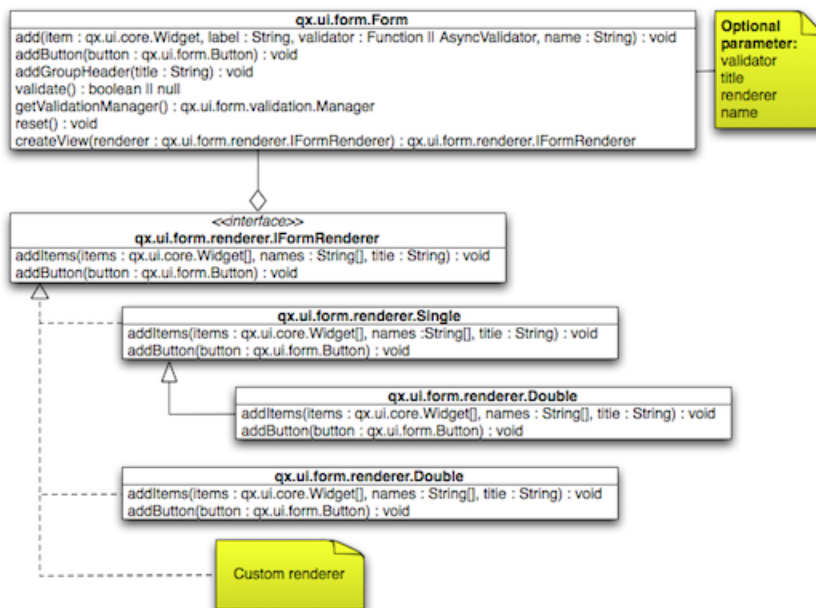 qx.ui.form.Form
add(item : qx.ui.core.Widget, label : String, validator : Function || AsyncValidator, name : String) : void
addButton(button : qx.ui.form.Button) : void
addGroupHeader(title : String) : void
validate() : boolean || null
getValidationManager() : qx.ui.form.validation.Manager
reset() : void
createView(renderer : qx.ui.form.renderer.IFormRenderer) : qx.ui.form.renderer.IFormRenderer
Optional
parameter:
validator
title
renderer
name
<<interface>>
qx.ui.form.renderer.IFormRenderer
addItems(items : qx.ui.core.Widget[], names : String[], title : String) : void
addButton(button : qx.ui.form.Button) : void
qx.ui.form.renderer.Single
addItems(items : qx.ui.core.Widget[], names :String[], title : String) : void
addButton(button : qx.ui.form.Button) : void
qx.ui.form.renderer.Double
addItems(items : qx.ui.core.Widget[], names : String[], title : String) : void
addButton(button : qx.ui.form.Button) : void
qx.ui.form.renderer.Double
addItems(items : qx.ui.core.Widget[], names : String[], title : String) : void
addButton(button : qx.ui.form.Button) : void
Custom renderer